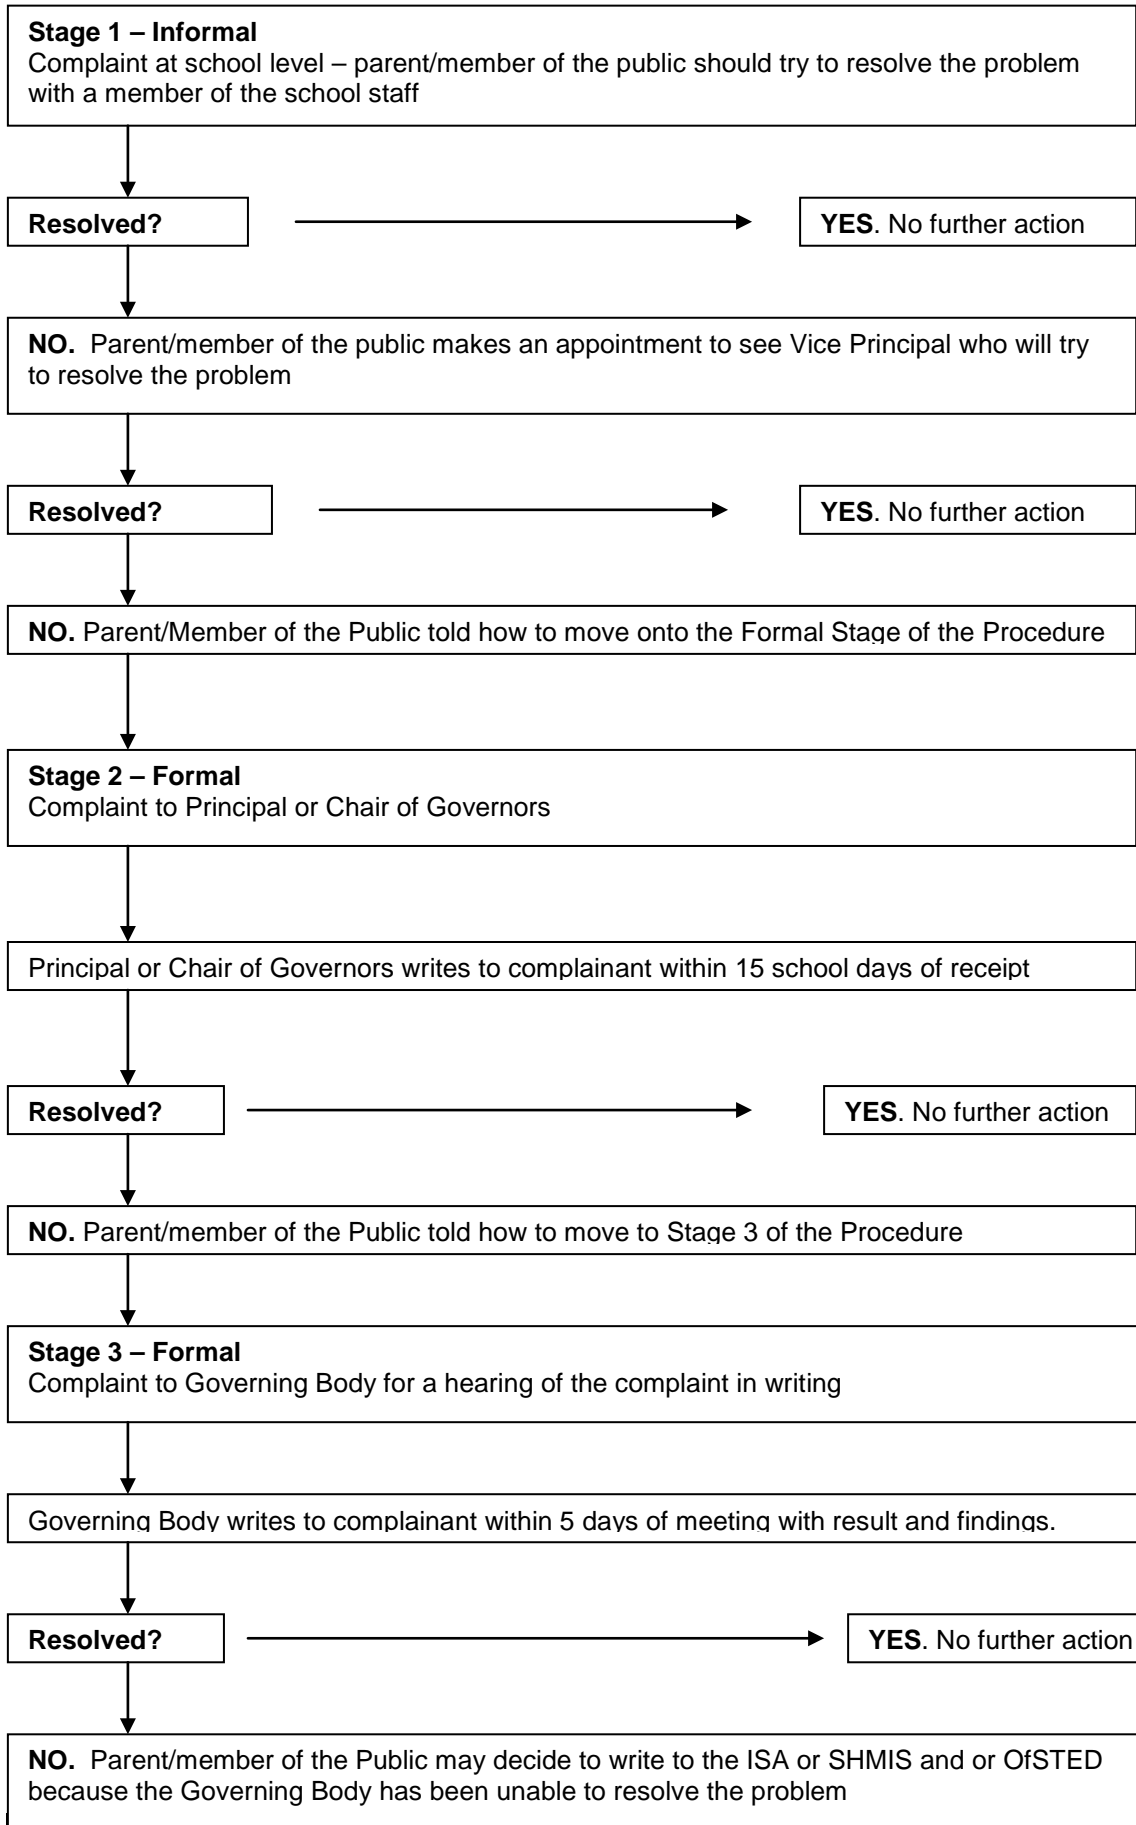 Stage 1 – Informal
Complaint at school level – parent/member of the public should try to resolve the problem
with a member of the school staff
Resolved?
YES. No further action
NO.  Parent/member of the public makes an appointment to see Vice Principal who will try
to resolve the problem
Resolved?
YES. No further action
NO. Parent/Member of the Public told how to move onto the Formal Stage of the Procedure
Stage 2 – Formal
Complaint to Principal or Chair of Governors
Principal or Chair of Governors writes to complainant within 15 school days of receipt
Resolved?
YES. No further action
NO. Parent/member of the Public told how to move to Stage 3 of the Procedure
Stage 3 – Formal
Complaint to Governing Body for a hearing of the complaint in writing
Governing Body writes to complainant within 5 days of meeting with result and findings.
Resolved?
YES. No further action
NO.  Parent/member of the Public may decide to write to the ISA or SHMIS and or OfSTED
because the Governing Body has been unable to resolve the problem